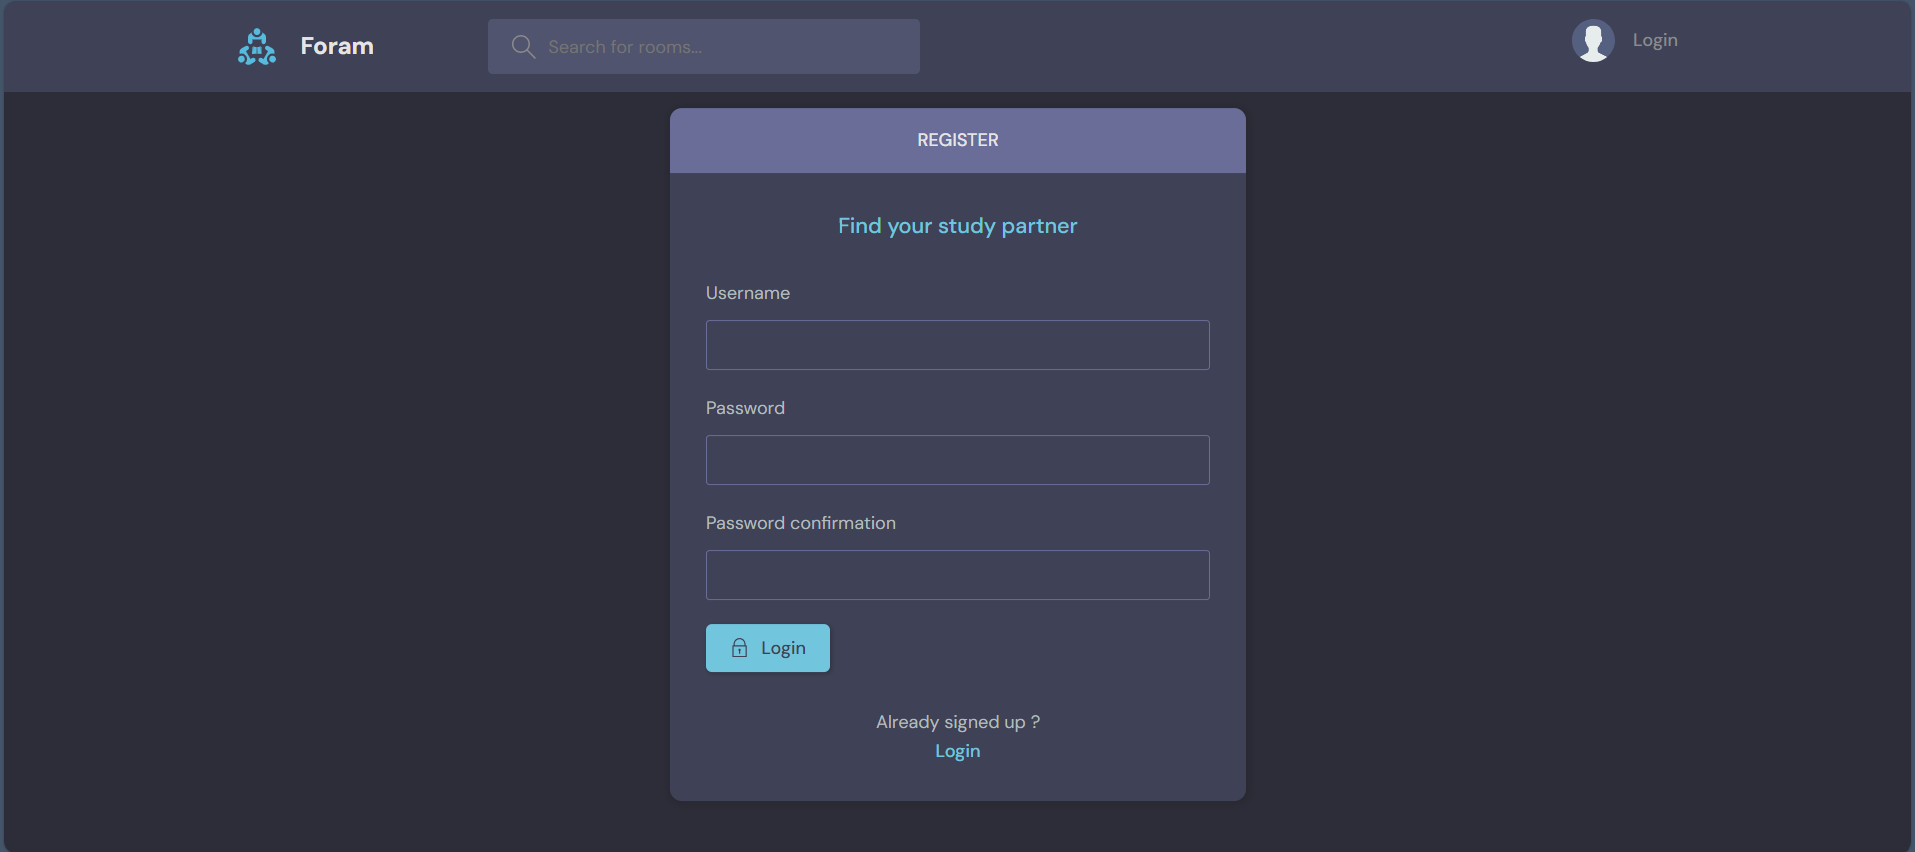 Foram
Search for rooms...
Login
REGISTER
Find your study partner
Username
Password
Password confirmation
Login
Already signed up ?
Login